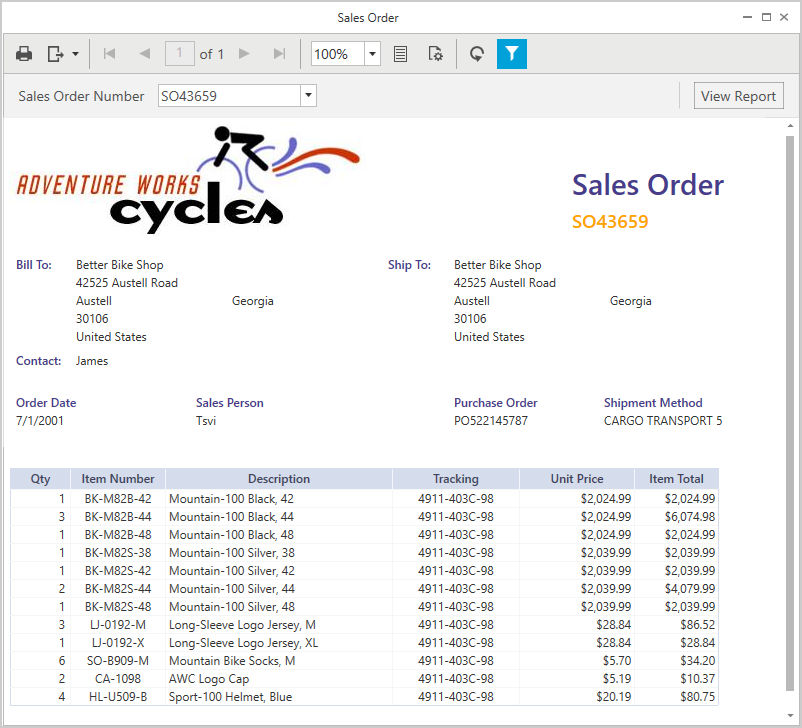 Sales Order
1 of 1 100%
Sales Order Number SO43659 View Report
ADVENTURE WORKS
cycles
Sales Order
SO43659
Bill To: Better Bike Shop Ship To: Better Bike Shop
42525 Austell Road 42525 Austell Road
Austell Georgia Austell Georgia
30106 30106
United States United States
Contact: James
Order Date Sales Person Purchase Order Shipment Method
7/1/2001 Tsvi PO522145787 CARGO TRANSPORT 5
Qty Item Number Description Tracking Unit Price Item Total
1 BK-M82B-42 Mountain-100 Black, 42 4911-403C-98 $2,024.99 $2,024.99
3 BK-M82B-44 Mountain-100 Black, 44 4911-403C-98 $2,024.99 $6,074.98
1 BK-M82B-48 Mountain-100 Black, 48 4911-403C-98 $2,024.99 $2,024.99
1 BK-M82S-38 Mountain-100 Silver, 38 4911-403C-98 $2,039.99 $2,039.99
1 BK-M82S-42 Mountain-100 Silver, 42 4911-403C-98 $2,039.99 $2,039.99
2 BK-M82S-44 Mountain-100 Silver, 44 4911-403C-98 $2,039.99 $4,079.99
1 BK-M82S-48 Mountain-100 Silver, 48 4911-403C-98 $2,039.99 $2,039.99
3 LJ-0192-M Long-Sleeve Logo Jersey, M 4911-403C-98 $28.84 $86.52
1 LJ-0192-X Long-Sleeve Logo Jersey, XL 4911-403C-98 $28.84 $28.84
6 SO-B909-M Mountain Bike Socks, M 4911-403C-98 $5.70 $34.20
2 CA-1098 AWC Logo Cap 4911-403C-98 $5.19 $10.37
4 HL-U509-B Sport-100 Helmet, Blue 4911-403C-98 $20.19 $80.75